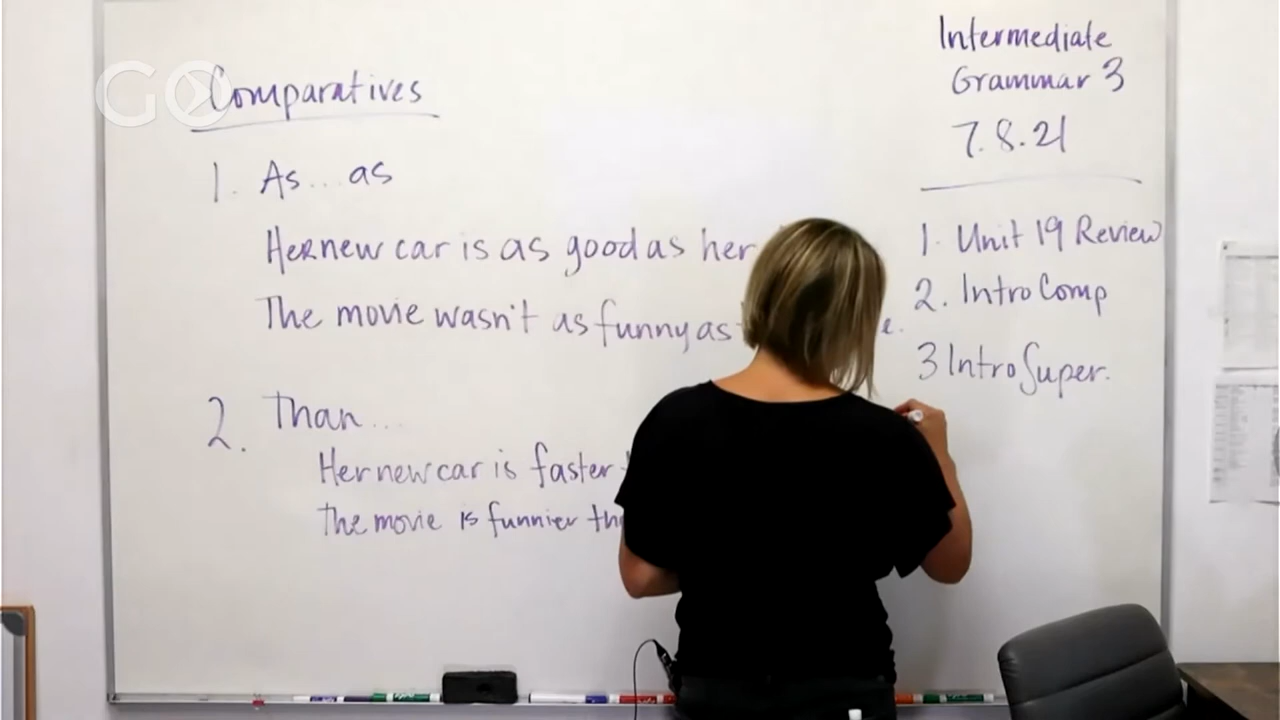 GO
Comparatives
1. As... as
Her new car is as good as her
The movie wasn't as funny as
2. Than...
Her new car is faster
The movie is funnier
Intermediate
Grammar 3
7.8.21
1. Unit 19 Review
2. Intro Comp
3 Intro Super.